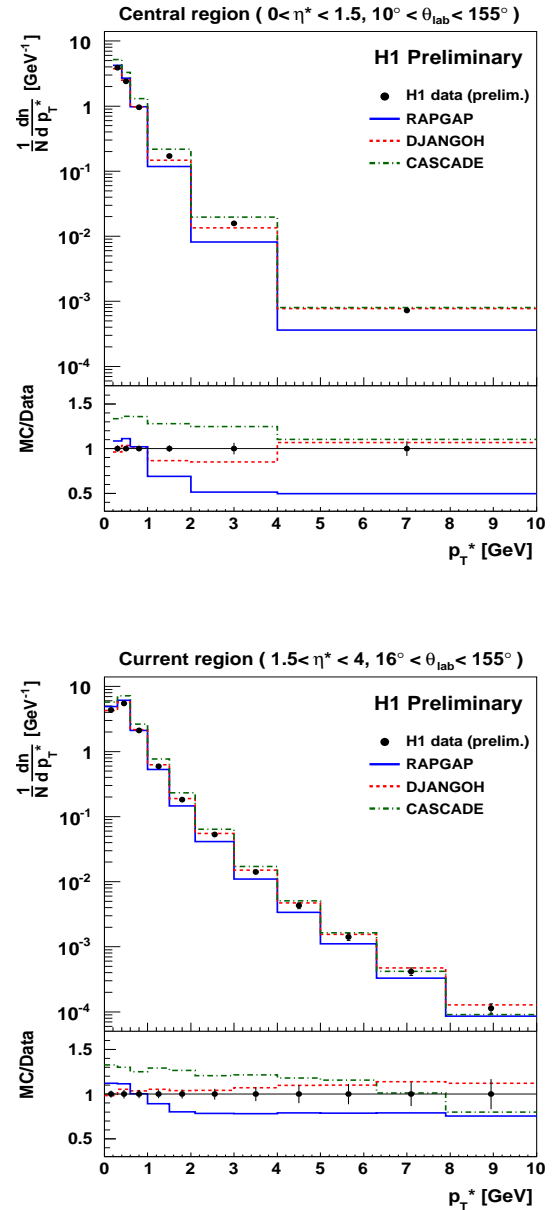 Central region ( 0< η* < 1.5, 10° < θlab < 155°)
1/N dn/d pT* [GeV⁻¹]
10
1
10⁻¹
10⁻²
10⁻³
10⁻⁴
H1 Preliminary
H1 data (prelim.)
RAPGAP
DJANGOH
CASCADE
MC/Data
1.5
1
0.5
0 1 2 3 4 5 6 7 8 9 10
pT* [GeV]
Current region ( 1.5< η* < 4, 16° < θlab < 155°)
1/N dn/d pT* [GeV⁻¹]
10
1
10⁻¹
10⁻²
10⁻³
10⁻⁴
H1 Preliminary
H1 data (prelim.)
RAPGAP
DJANGOH
CASCADE
MC/Data
1.5
1
0.5
0 1 2 3 4 5 6 7 8 9 10
pT* [GeV]